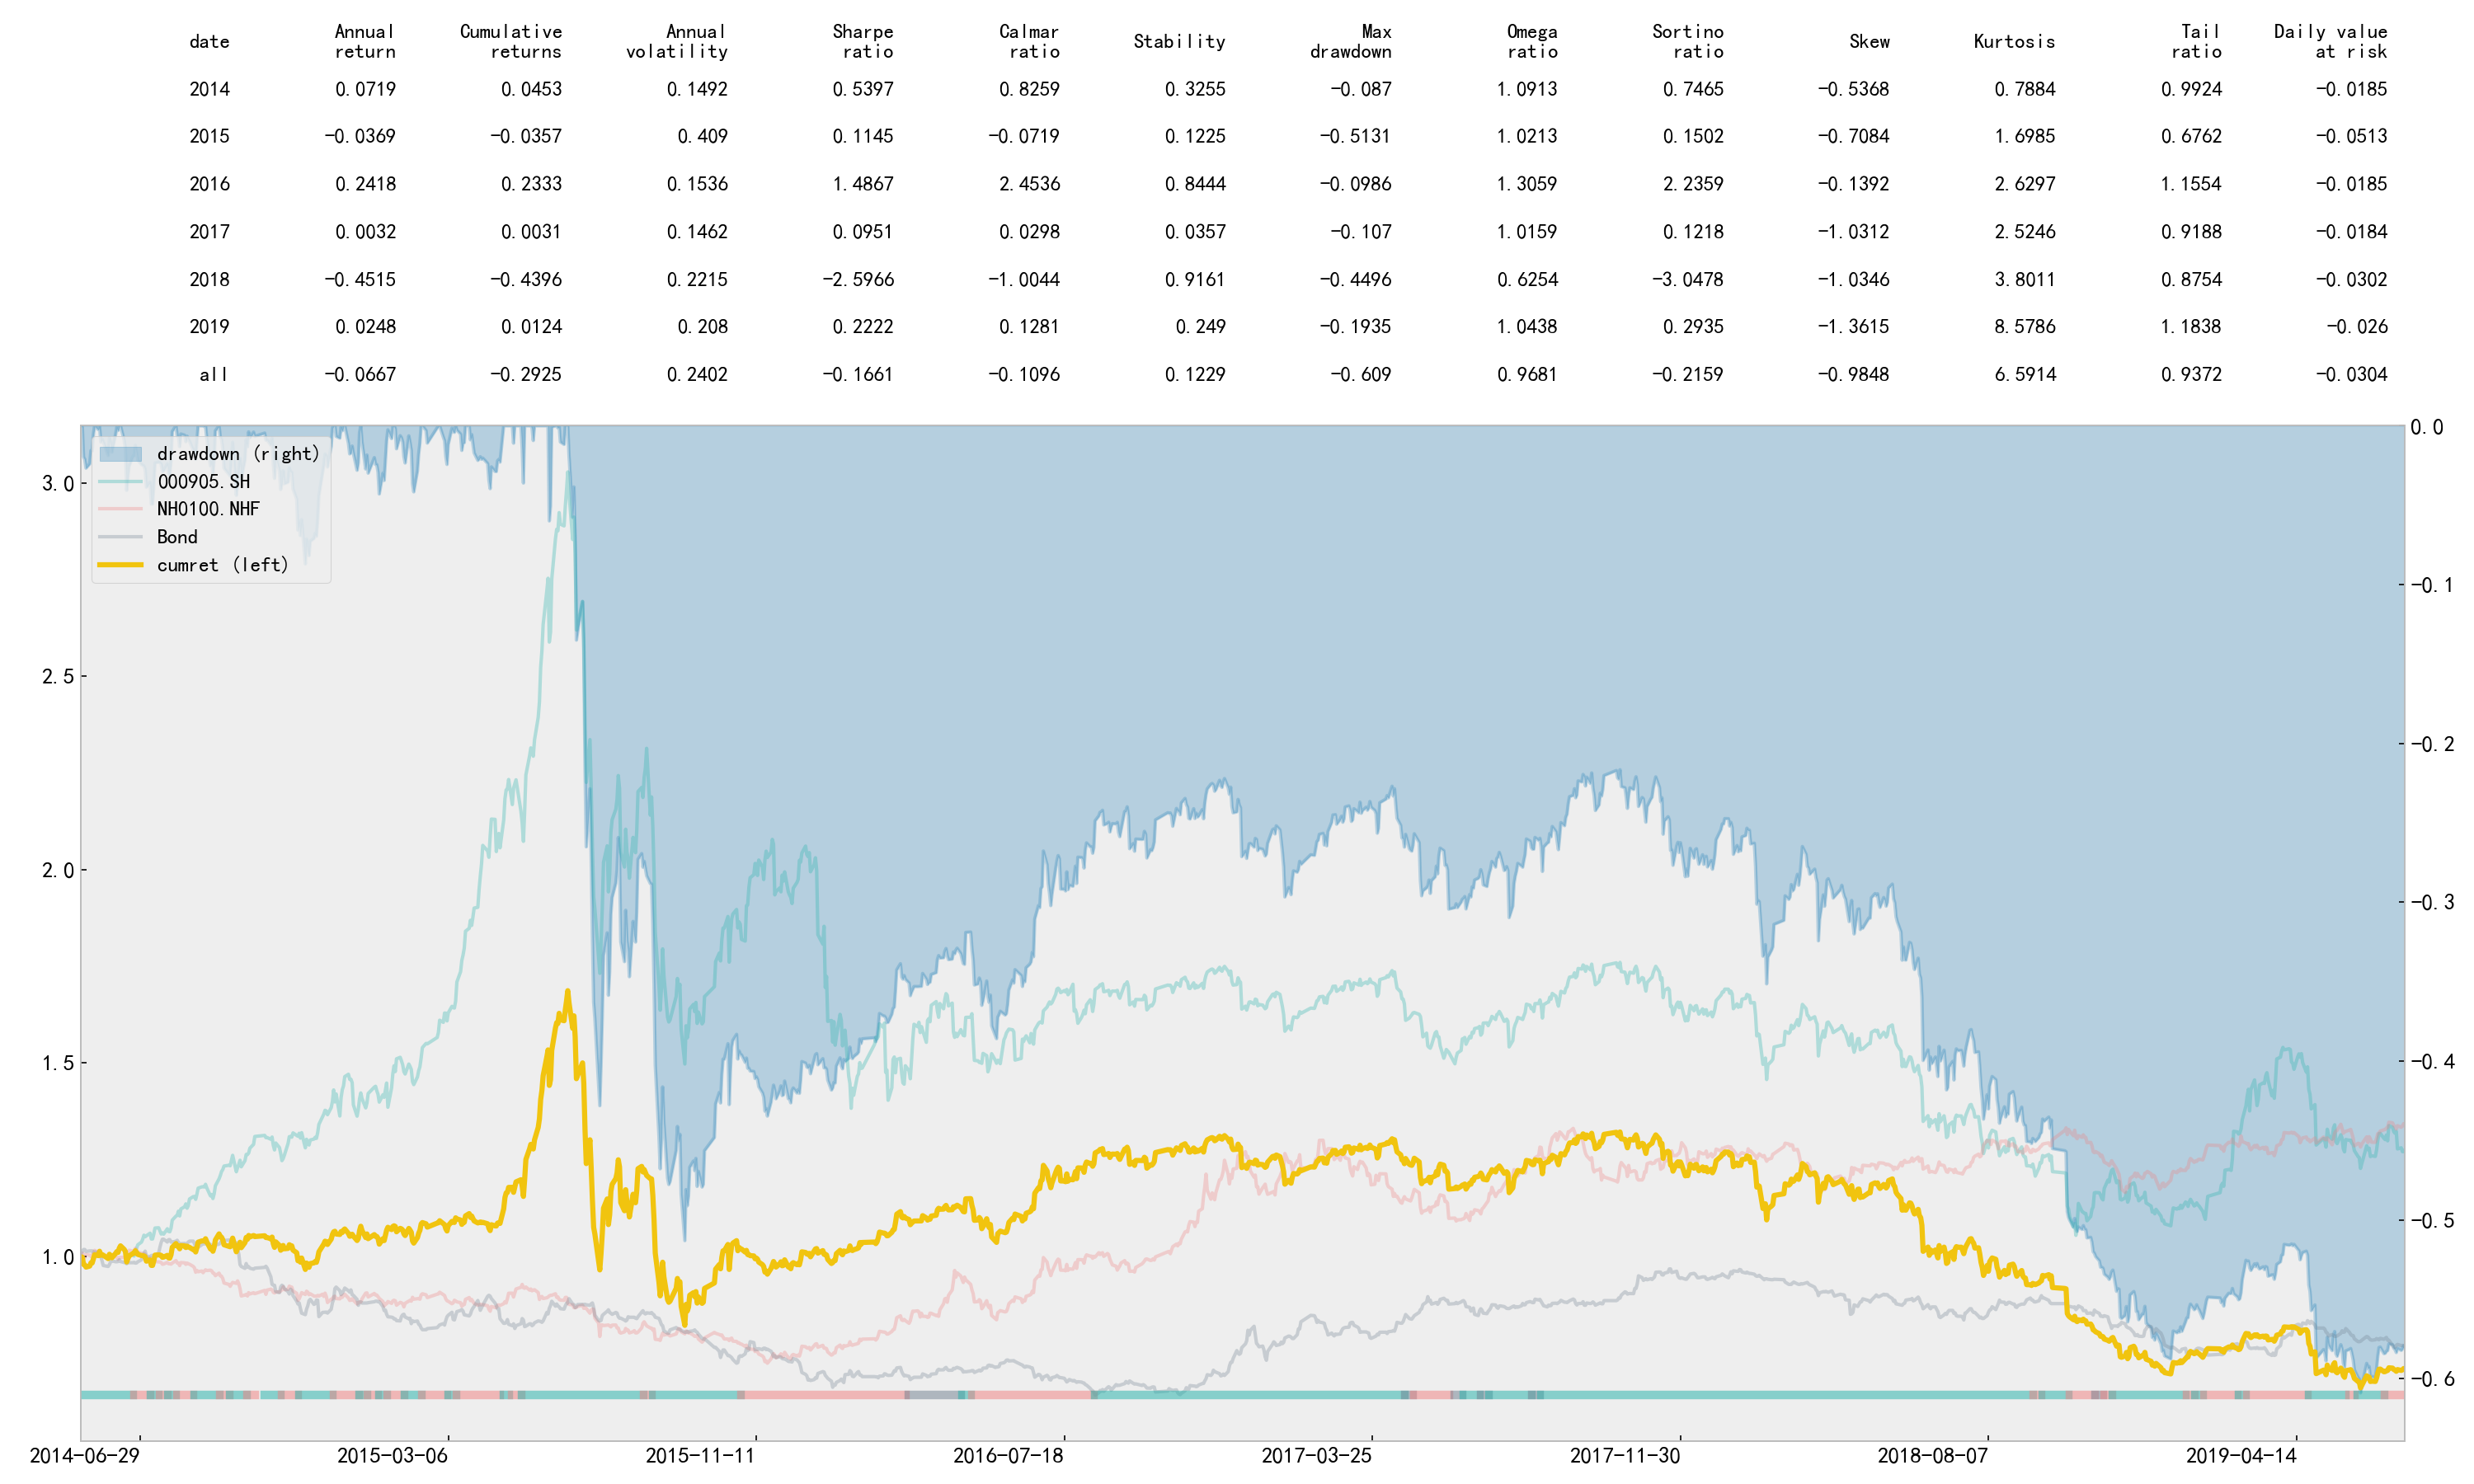 date Annual return Cumulative returns Annual volatility Sharpe ratio Calmar ratio Stability Max drawdown Omega ratio Sortino ratio Skew Kurtosis Tail ratio Daily value at risk
2014 0.0719 0.0453 0.1492 0.5397 0.8259 0.3255 -0.087 1.0913 0.7465 -0.5368 0.7884 0.9924 -0.0185
2015 -0.0369 -0.0357 0.409 0.1145 -0.0719 0.1225 -0.5131 1.0213 0.1502 -0.7084 1.6985 0.6762 -0.0513
2016 0.2418 0.2333 0.1536 1.4867 2.4536 0.8444 -0.0986 1.3059 2.2359 -0.1392 2.6297 1.1554 -0.0185
2017 0.0032 0.0031 0.1462 0.0951 0.0298 0.0357 -0.107 1.0159 0.1218 -1.0312 2.5246 0.9188 -0.0184
2018 -0.4515 -0.4396 0.2215 -2.5966 -1.0044 0.9161 -0.4496 0.6254 -3.0478 -1.0346 3.8011 0.8754 -0.0302
2019 0.0248 0.0124 0.208 0.2222 0.1281 0.249 -0.1935 1.0438 0.2935 -1.3615 8.5786 1.1838 -0.026
all -0.0667 -0.2925 0.2402 -0.1661 -0.1096 0.1229 -0.609 0.9681 -0.2159 -0.9848 6.5914 0.9372 -0.0304
drawdown (right)
000905.SH
NH0100.NHF
Bond
cumret (left)
3.0
2.5
2.0
1.5
1.0
0.0
-0.1
-0.2
-0.3
-0.4
-0.5
-0.6
2014-06-29 2015-03-06 2015-11-11 2016-07-18 2017-03-25 2017-11-30 2018-08-07 2019-04-14